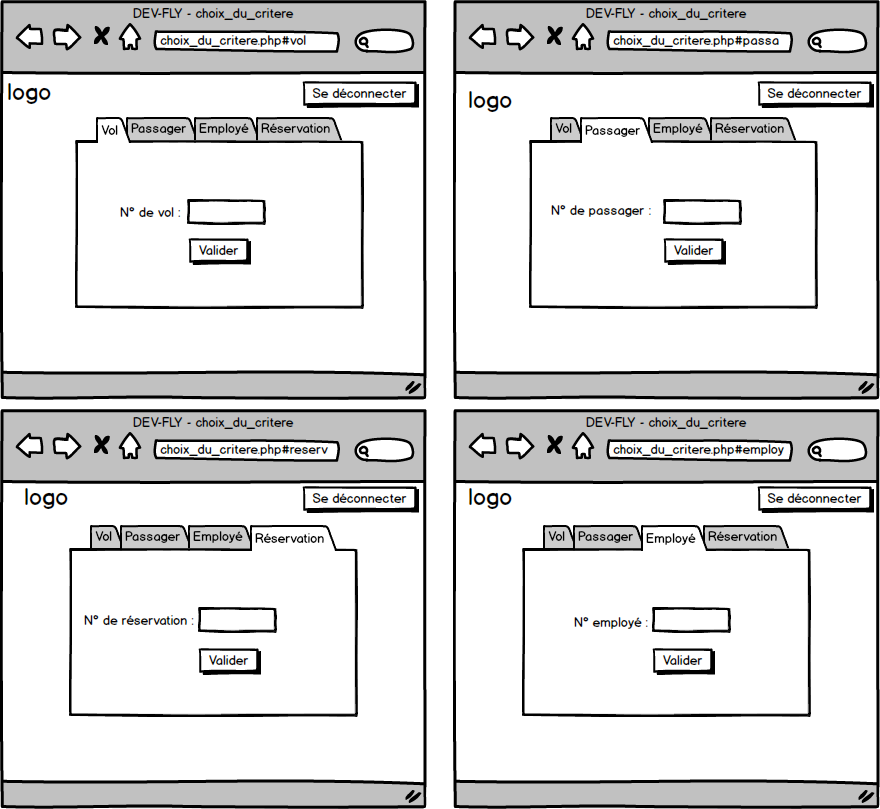 DEV-FLY - choix_du_critere
choix_du_critere.php#vol
logo
Se déconnecter
Vol
Passager
Employé
Réservation
N° de vol :
Valider
DEV-FLY - choix_du_critere
choix_du_critere.php#passa
logo
Se déconnecter
Vol
Passager
Employé
Réservation
N° de passager :
Valider
DEV-FLY - choix_du_critere
choix_du_critere.php#reserv
logo
Se déconnecter
Vol
Passager
Employé
Réservation
N° de réservation :
Valider
DEV-FLY - choix_du_critere
choix_du_critere.php#employ
logo
Se déconnecter
Vol
Passager
Employé
Réservation
N° employé :
Valider